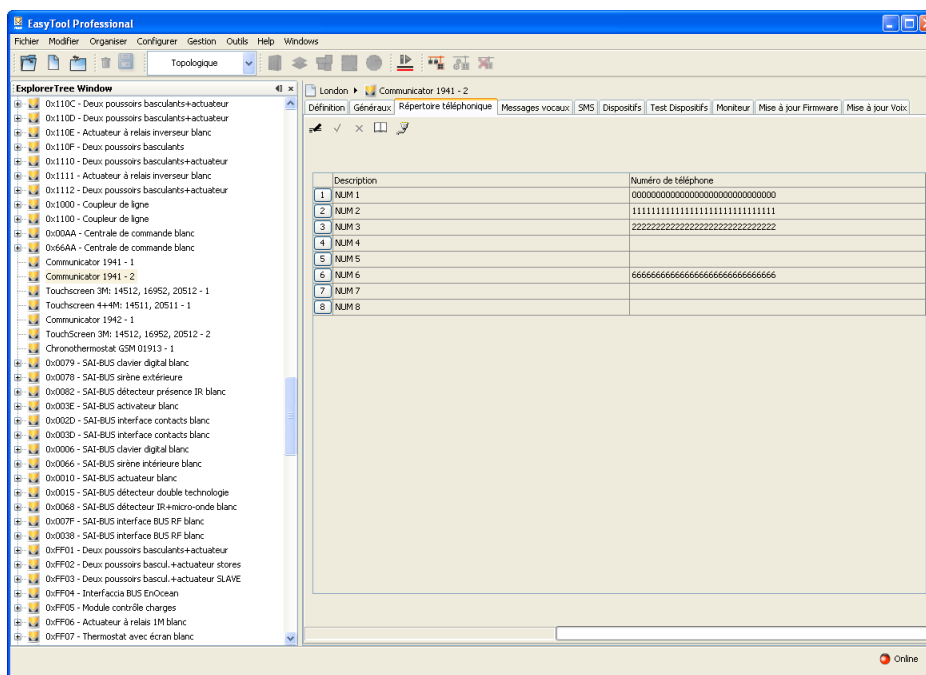 EasyTool Professional
Fichier Modifier Organiser Configurer Gestion Outils Help Windows
Topologique
ExplorerTree Window
0x110C - Deux poussoirs basculants+actuateur
0x110D - Deux poussoirs basculants+actuateur
0x110E - Actuateur à relais inverseur blanc
0x110F - Deux poussoirs basculants
0x1110 - Deux poussoirs basculants+actuateur
0x1111 - Actuateur à relais inverseur blanc
0x1112 - Deux poussoirs basculants+actuateur
0x1000 - Coupleur de ligne
0x1100 - Coupleur de ligne
0x00AA - Centrale de commande blanc
0x66AA - Centrale de commande blanc
Communicator 1941 - 1
Communicator 1941 - 2
Touchscreen 3M: 14512, 16952, 20512 - 1
Touchscreen 4+4M: 14511, 20511 - 1
Communicator 1942 - 1
TouchScreen 3M: 14512, 16952, 20512 - 2
Chronothermostat GSM 01913 - 1
0x0079 - SAI-BUS clavier digital blanc
0x0078 - SAI-BUS sirène extérieure
0x0082 - SAI-BUS détecteur présence IR blanc
0x003E - SAI-BUS activateur blanc
0x002D - SAI-BUS interface contacts blanc
0x003D - SAI-BUS interface contacts blanc
0x0006 - SAI-BUS clavier digital blanc
0x0066 - SAI-BUS sirène intérieure blanc
0x0010 - SAI-BUS actuateur blanc
0x0015 - SAI-BUS détecteur double technologie
0x0068 - SAI-BUS détecteur IR+micro-onde blanc
0x007F - SAI-BUS interface BUS RF blanc
0x0038 - SAI-BUS interface BUS RF blanc
0xFF01 - Deux poussoirs basculants+actuateur
0xFF02 - Deux poussoirs bascul.+actuateur stores
0xFF03 - Deux poussoirs bascul.+actuateur SLAVE
0xFF04 - Interfaccia BUS EnOcean
0xFF05 - Module contrôle charges
0xFF06 - Actuateur à relais 1M blanc
0xFF07 - Thermostat avec écran blanc
London Communicator 1941 - 2
Définition Généraux Répertoire téléphonique Messages vocaux SMS Dispositifs Test Dispositifs Moniteur Mise à jour Firmware Mise à jour Voix
Description Numéro de téléphone
1 NUM 1 000000000000000000000000000000
2 NUM 2 111111111111111111111111111111
3 NUM 3 222222222222222222222222222222
4 NUM 4
5 NUM 5
6 NUM 6 666666666666666666666666666666
7 NUM 7
8 NUM 8
Online